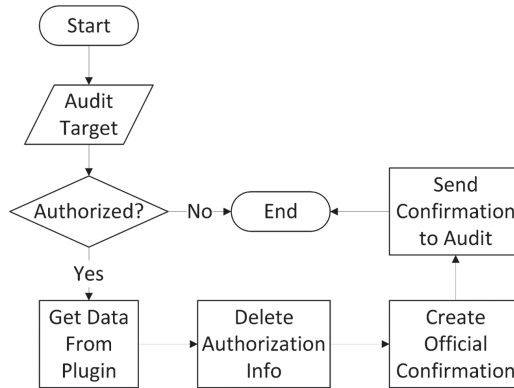 Start
Audit
Target
Authorized?
No
End
Yes
Get Data
From
Plugin
Delete
Authorization
Info
Create
Official
Confirmation
Send
Confirmation
to Audit